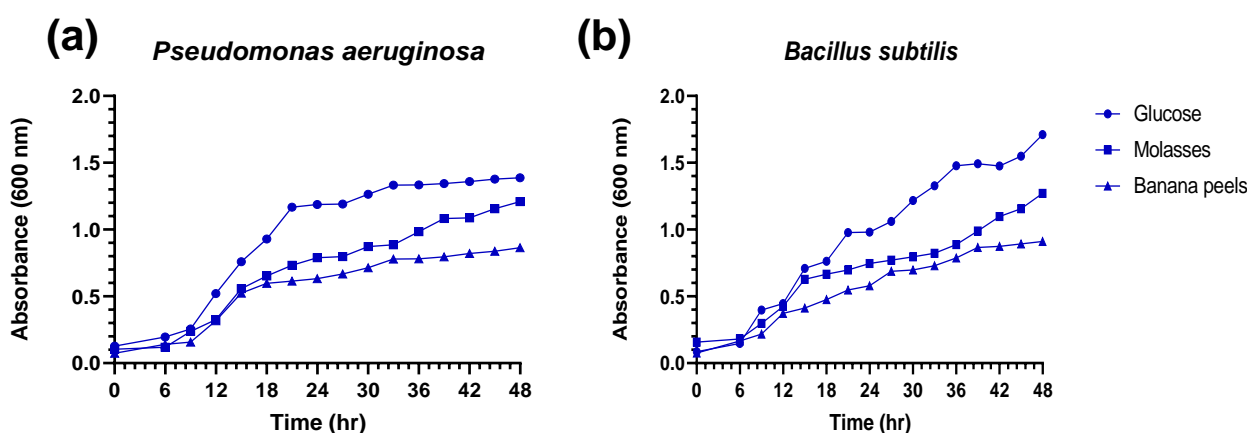 (a)
Pseudomonas aeruginosa
2.0
1.5
1.0
0.5
0.0
Absorbance (600 nm)
0 6 12 18 24 30 36 42 48
Time (hr)
(b)
Bacillus subtilis
2.0
1.5
1.0
0.5
0.0
Absorbance (600 nm)
0 6 12 18 24 30 36 42 48
Time (hr)
Glucose
Molasses
Banana peels